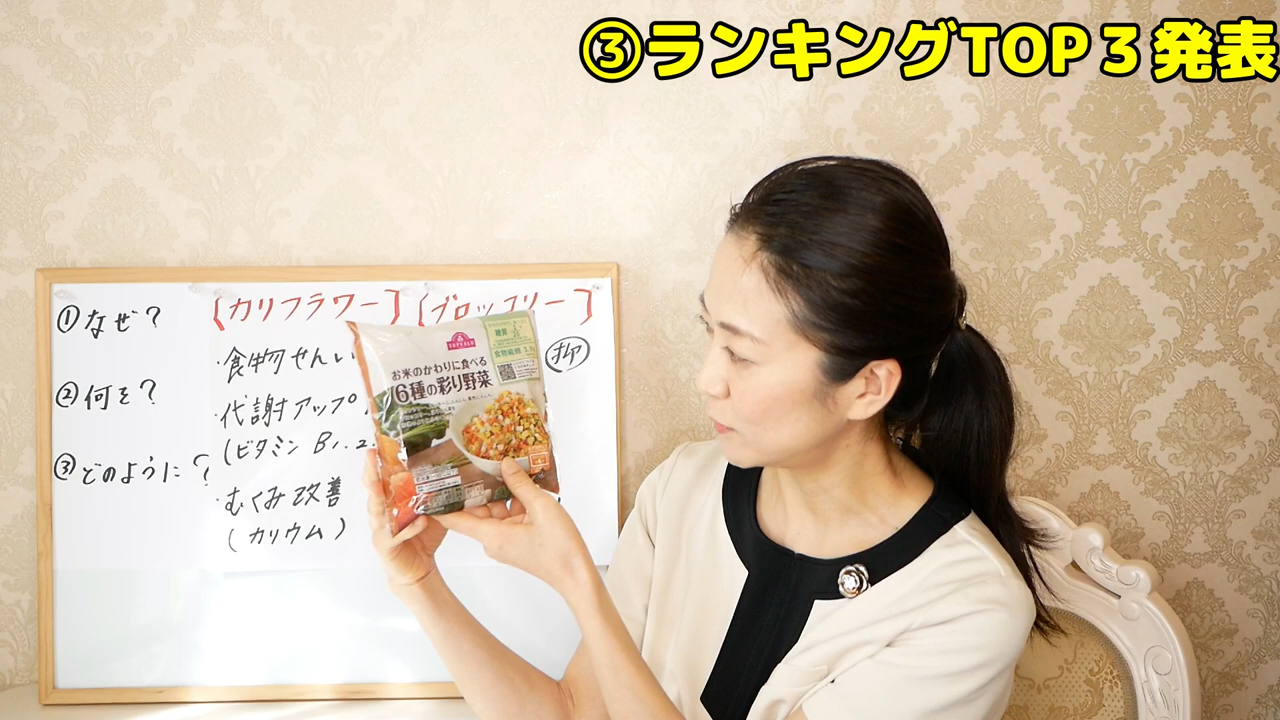 ③ランキングTOP３発表
①なぜ？
②何を？
③どのように？
【カリフラワー】
・食物せんい
・代謝アップ
(ビタミン B1.2.
・むくみ改善
(カリウム)
【ブロッコリー】
抑
TOPVALU
お米のかわりに食べる
6種の彩り野菜
糖質
食物繊維